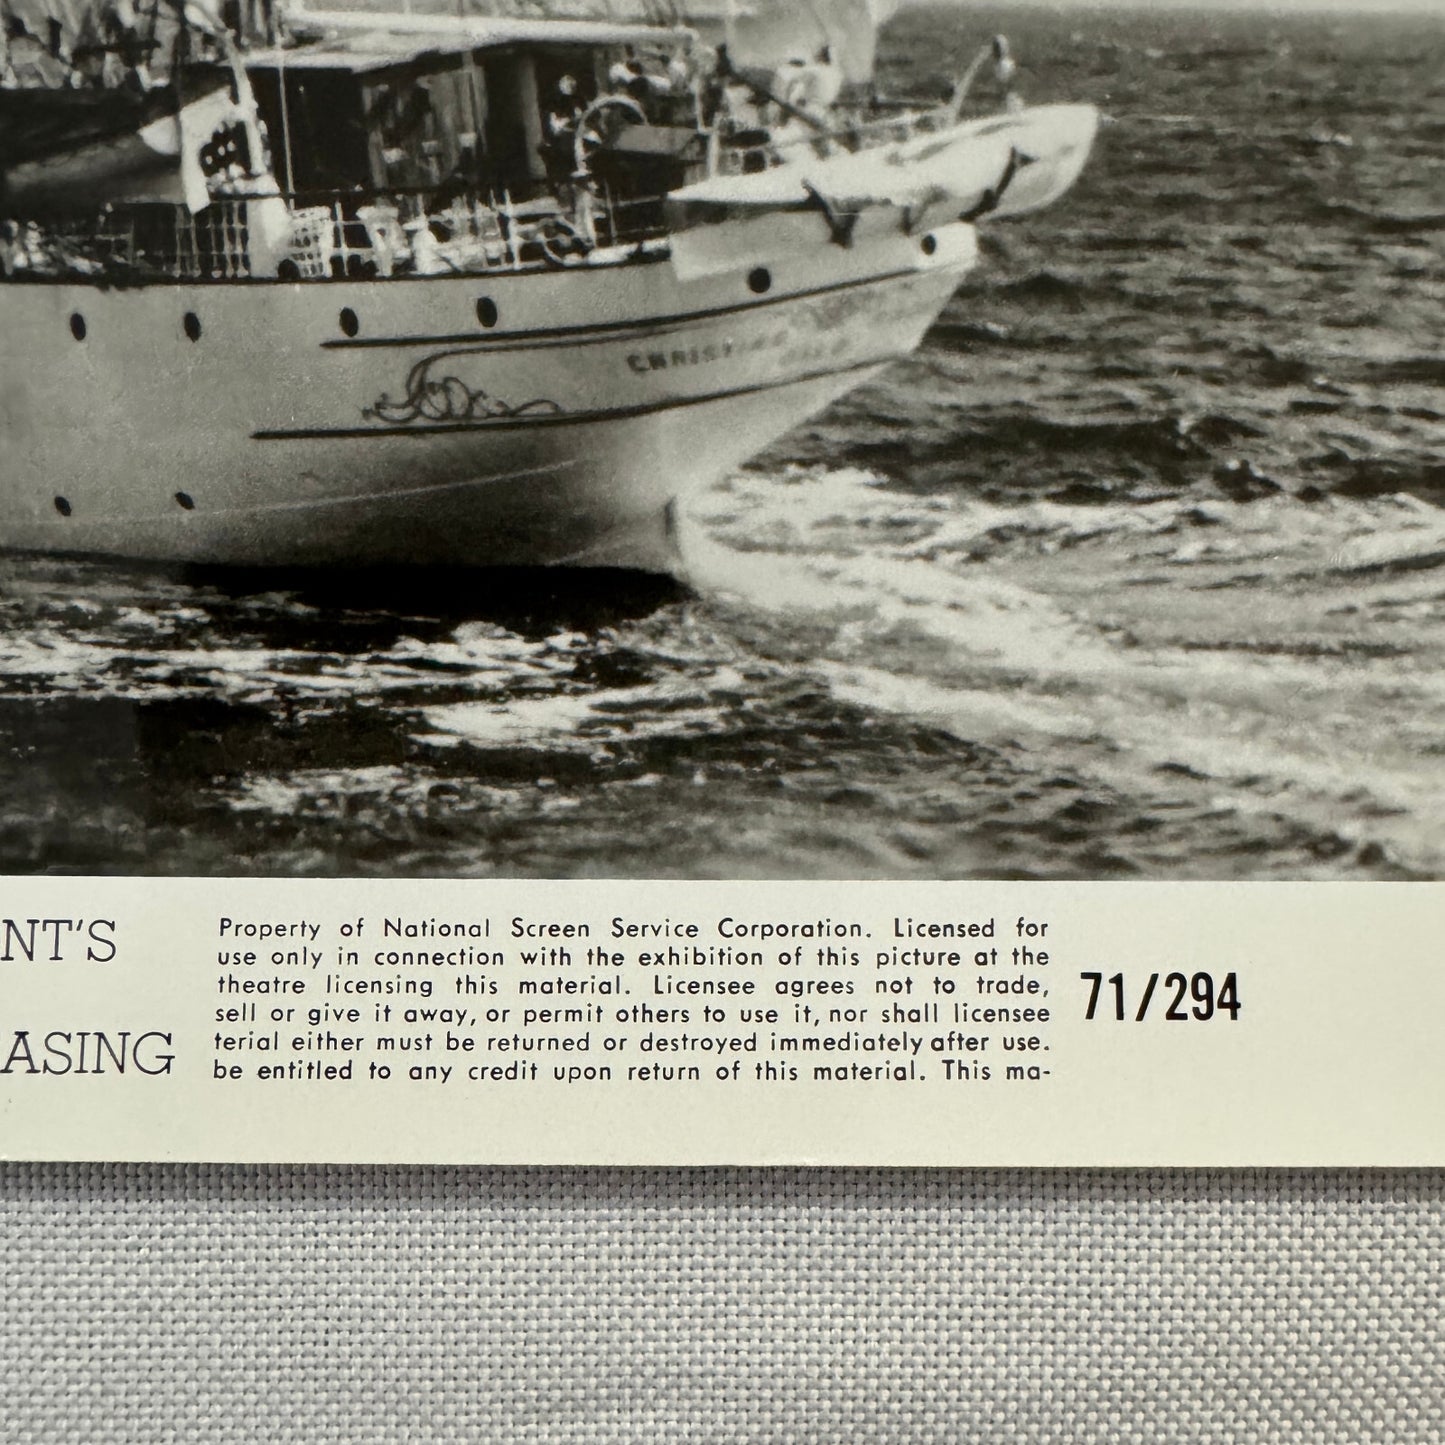 CHRISTIAN
NT'S
ASING
Property of National Screen Service Corporation. Licensed for
use only in connection with the exhibition of this picture at the
theatre licensing this material. Licensee agrees not to trade,
sell or give it away, or permit others to use it, nor shall licensee
terial either must be returned or destroyed immediately after use.
be entitled to any credit upon return of this material. This ma-
71/294